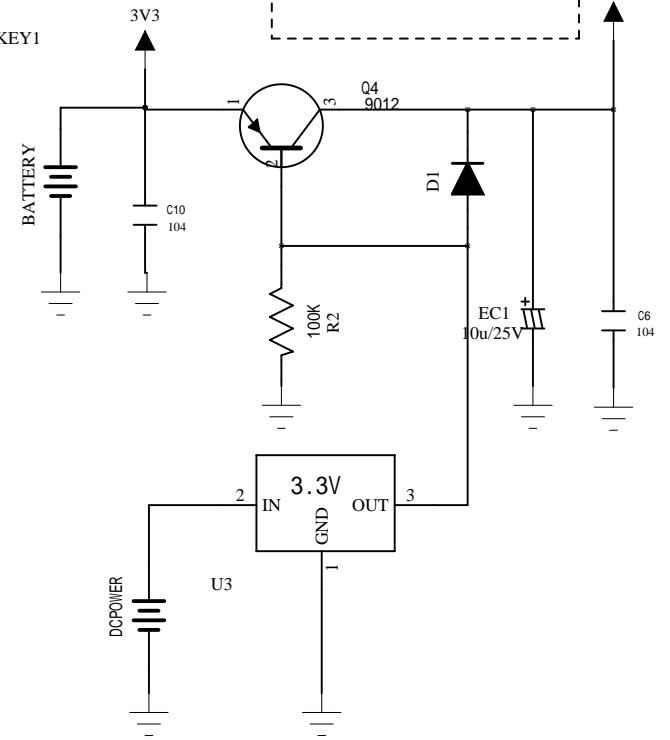 3V3
KEY1
1
3
Q4
9012
2
BATTERY
C10
104
D1
100K
R2
+
EC1
10u/25V
C6
104
3.3V
2
IN
OUT
3
GND
1
U3
DCPOWER